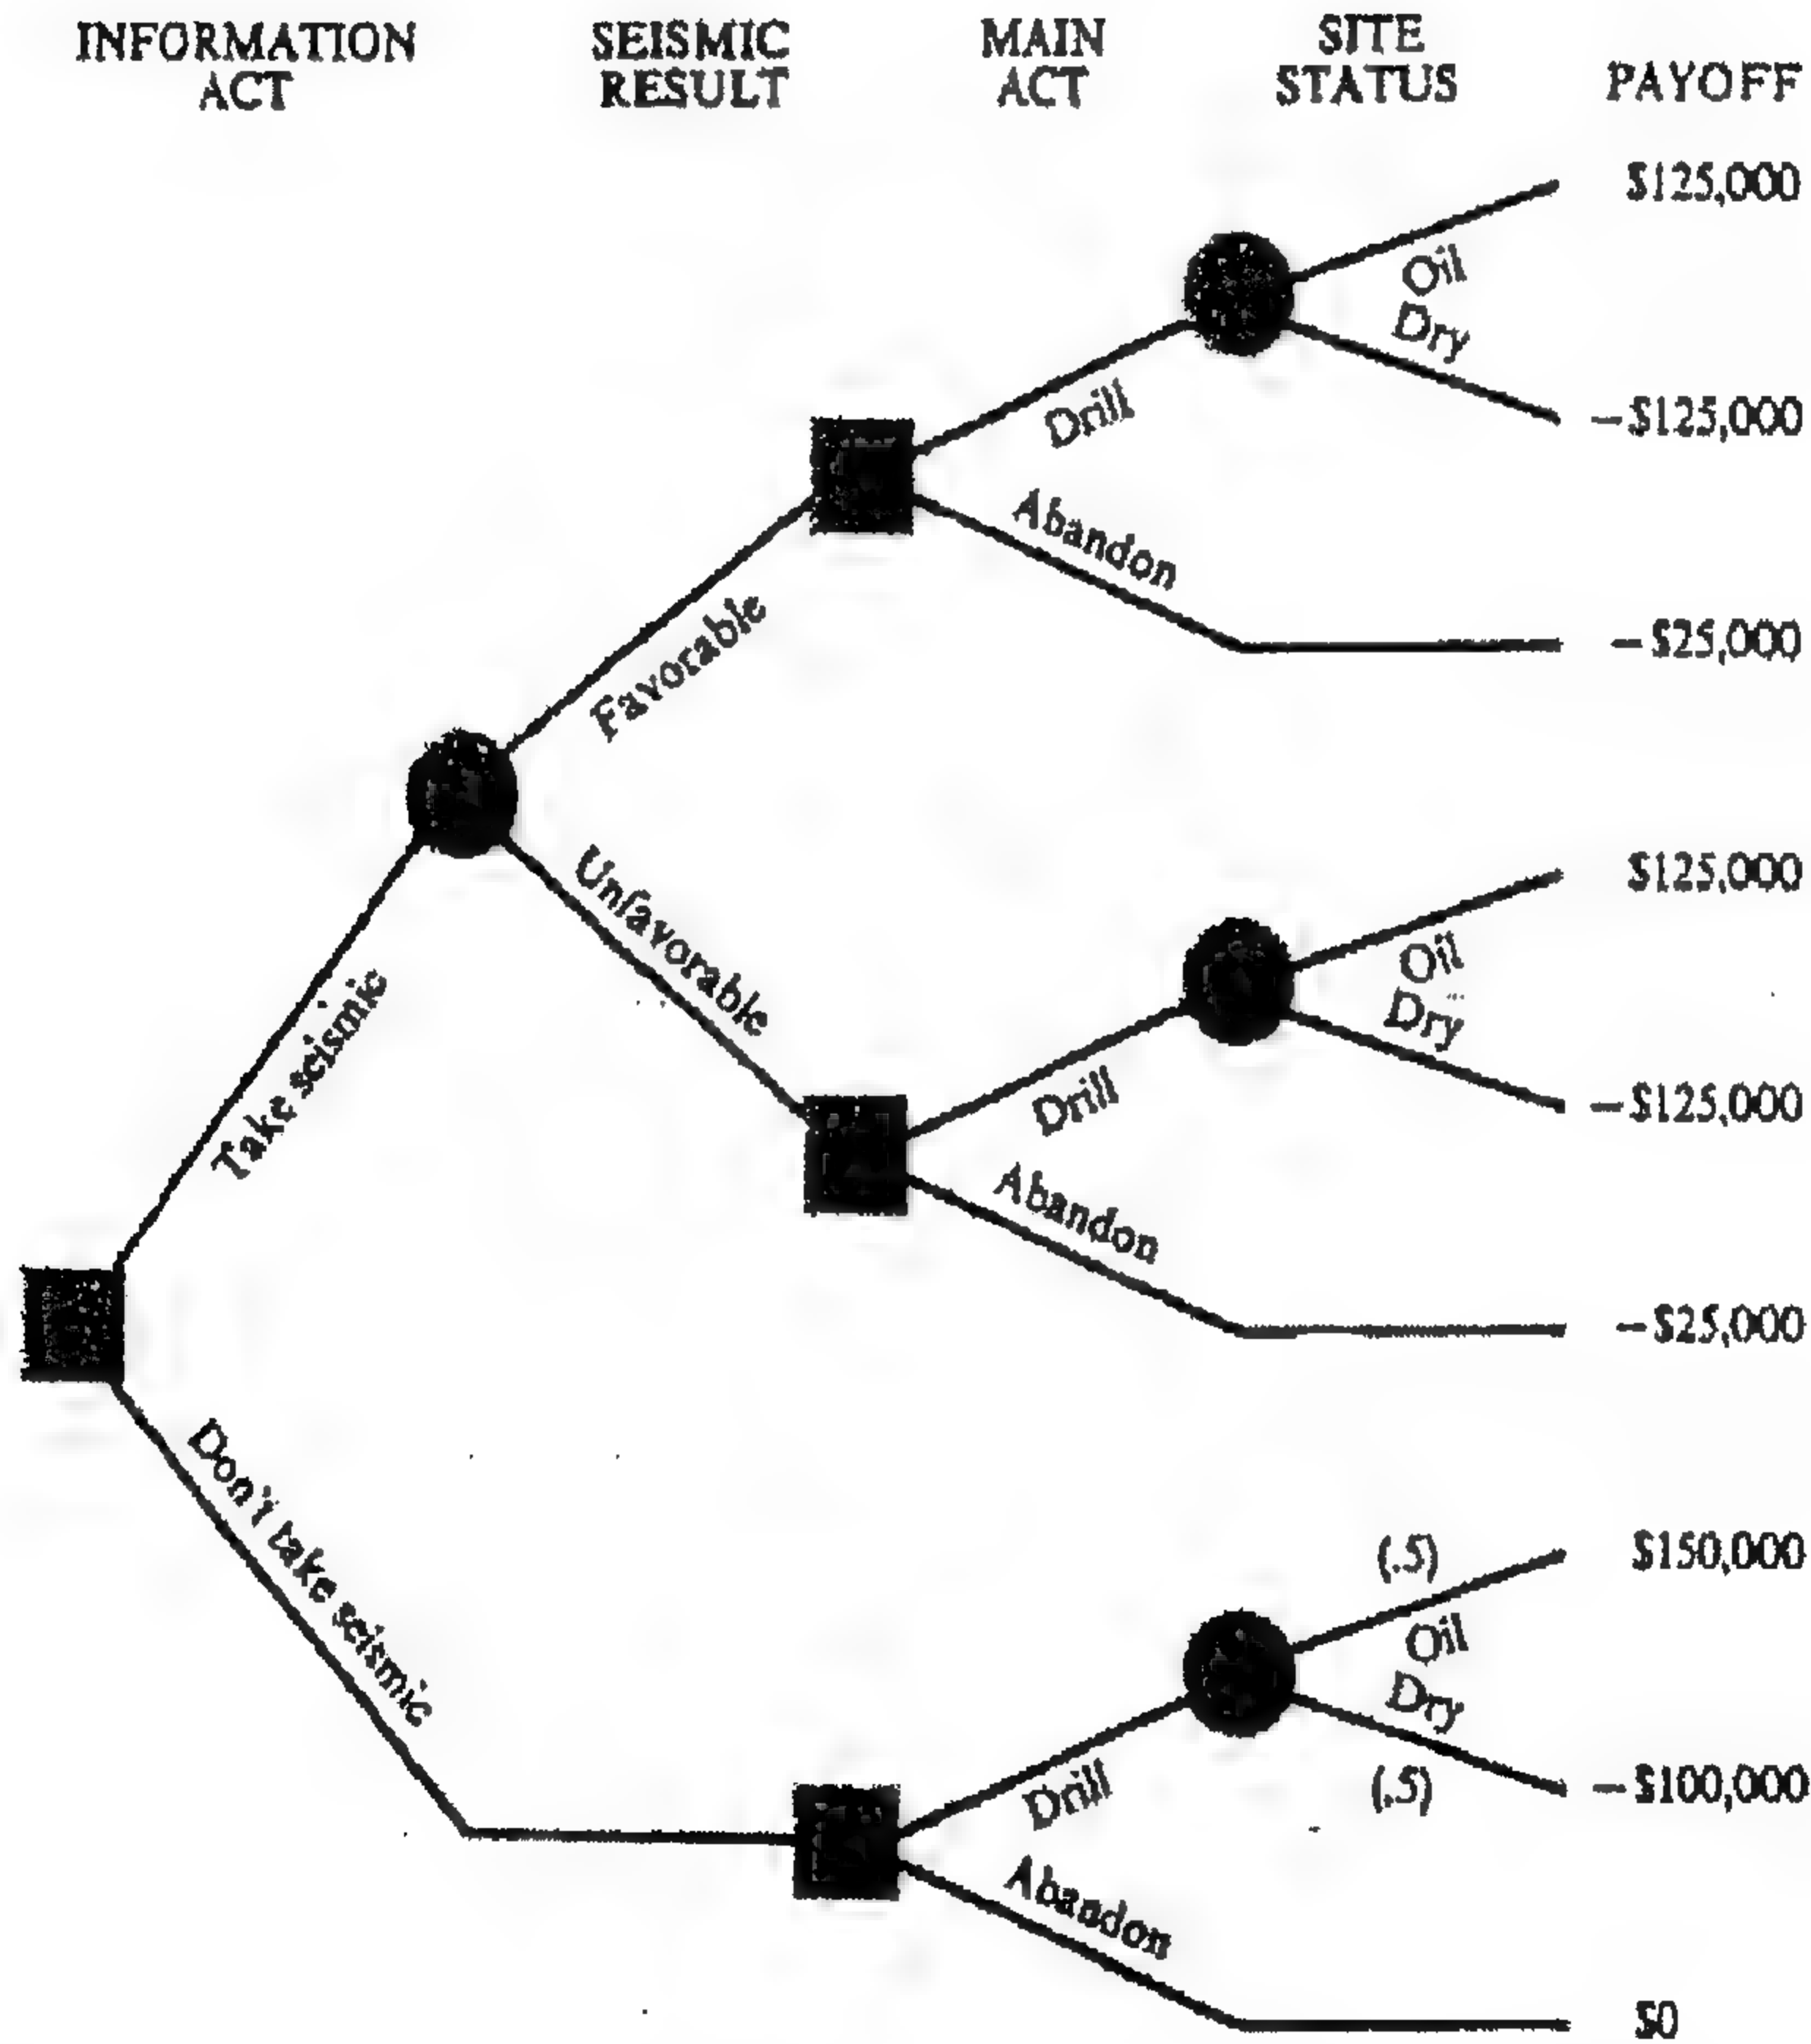 INFORMATION
ACT
SEISMIC
RESULT
MAIN
ACT
SITE
STATUS
PAYOFF
$125,000
Oil
Dry
Drill
−$125,000
Abandon
Favorable
−$25,000
Unfavorable
$125,000
Oil
Dry
Take seismic
Drill
−$125,000
Abandon
−$25,000
Don't take seismic
(.5)
$150,000
Oil
Dry
Drill
(.5)
−$100,000
Abandon
$0